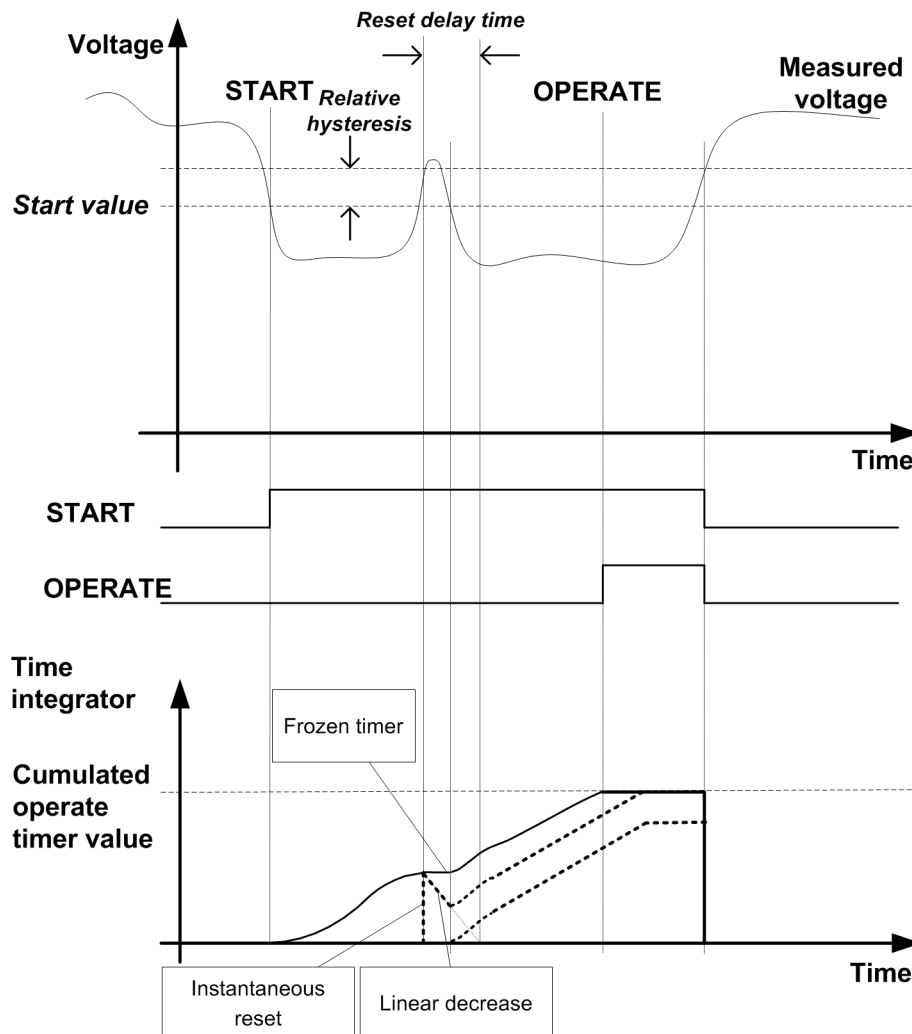 Reset delay time
Voltage
START
Relative
hysteresis
OPERATE
Measured
voltage
Start value
Time
START
OPERATE
Time
integrator
Frozen timer
Cumulated
operate
timer value
Time
Instantaneous
reset
Linear decrease